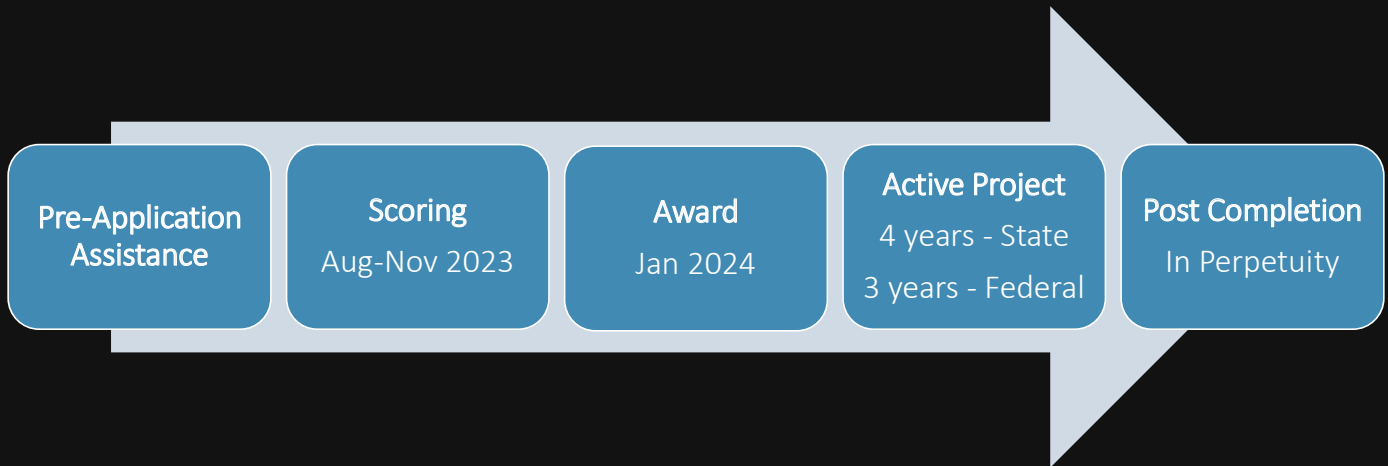 Pre-Application
Assistance
Scoring
Aug-Nov 2023
Award
Jan 2024
Active Project
4 years - State
3 years - Federal
Post Completion
In Perpetuity